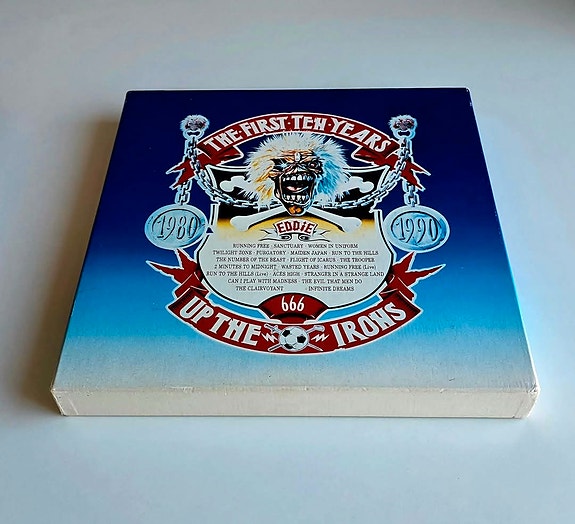 THE·FIRST·TEN·YEARS
1980
1990
EDDIE
RUNNING FREE · SANCTUARY · WOMEN IN UNIFORM
TWILIGHT ZONE · PURGATORY · MAIDEN JAPAN · RUN TO THE HILLS
THE NUMBER OF THE BEAST · FLIGHT OF ICARUS · THE TROOPER
2 MINUTES TO MIDNIGHT · WASTED YEARS · RUNNING FREE (Live)
RUN TO THE HILLS (Live) · ACES HIGH · STRANGER IN A STRANGE LAND
CAN I PLAY WITH MADNESS · THE EVIL THAT MEN DO
THE CLAIRVOYANT · INFINITE DREAMS
666
UP THE IRONS